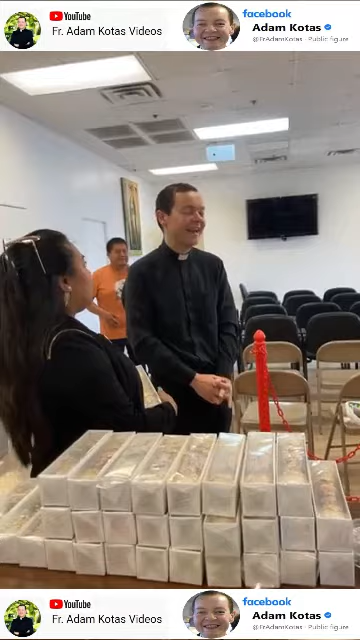 YouTube
Fr. Adam Kotas Videos
facebook
Adam Kotas
@FrAdamKotas · Public figure
YouTube
Fr. Adam Kotas Videos
facebook
Adam Kotas
@FrAdamKotas · Public figure